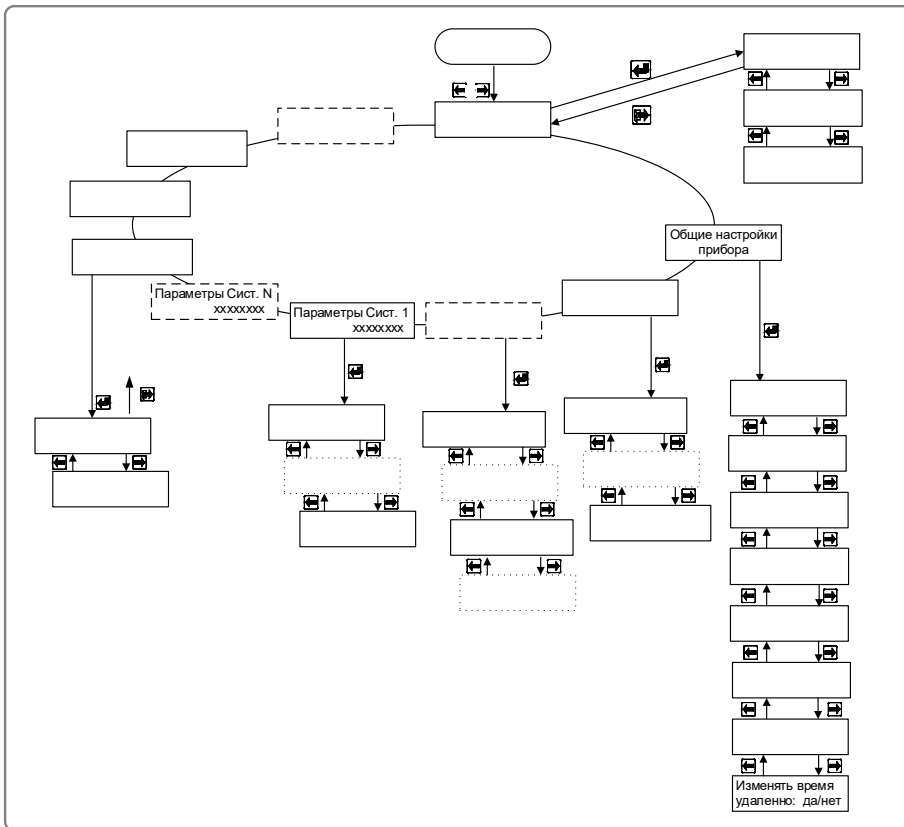 Общие настройки
прибора
Параметры Сист. N
xxxxxxxx
Параметры Сист. 1
xxxxxxxx
Изменять время
удаленно: да/нет